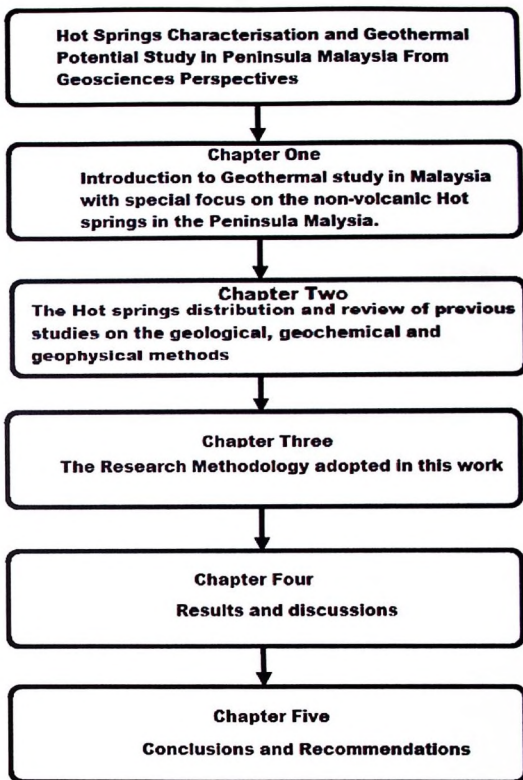 Hot Springs Characterisation and Geothermal
Potential Study in Peninsula Malaysia From
Geosciences Perspectives
Chapter One
Introduction to Geothermal study in Malaysia
with special focus on the non-volcanic Hot
springs in the Peninsula Malysia.
Chapter Two
The Hot springs distribution and review of previous
studies on the geological, geochemical and
geophysical methods
Chapter Three
The Research Methodology adopted in this work
Chapter Four
Results and discussions
Chapter Five
Conclusions and Recommendations